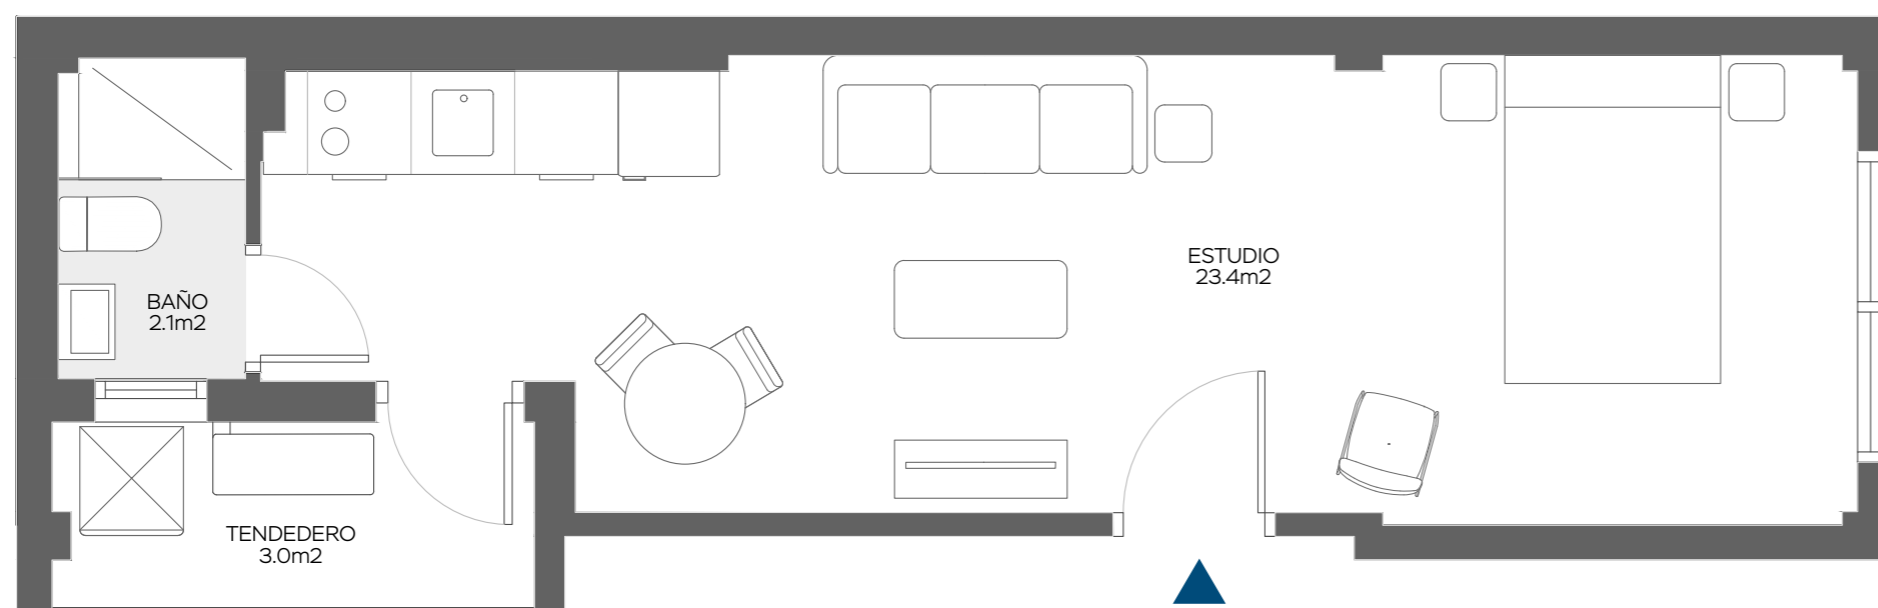 ESTUDIO
23.4m2
BAÑO
2.1m2
TENDEDERO
3.0m2